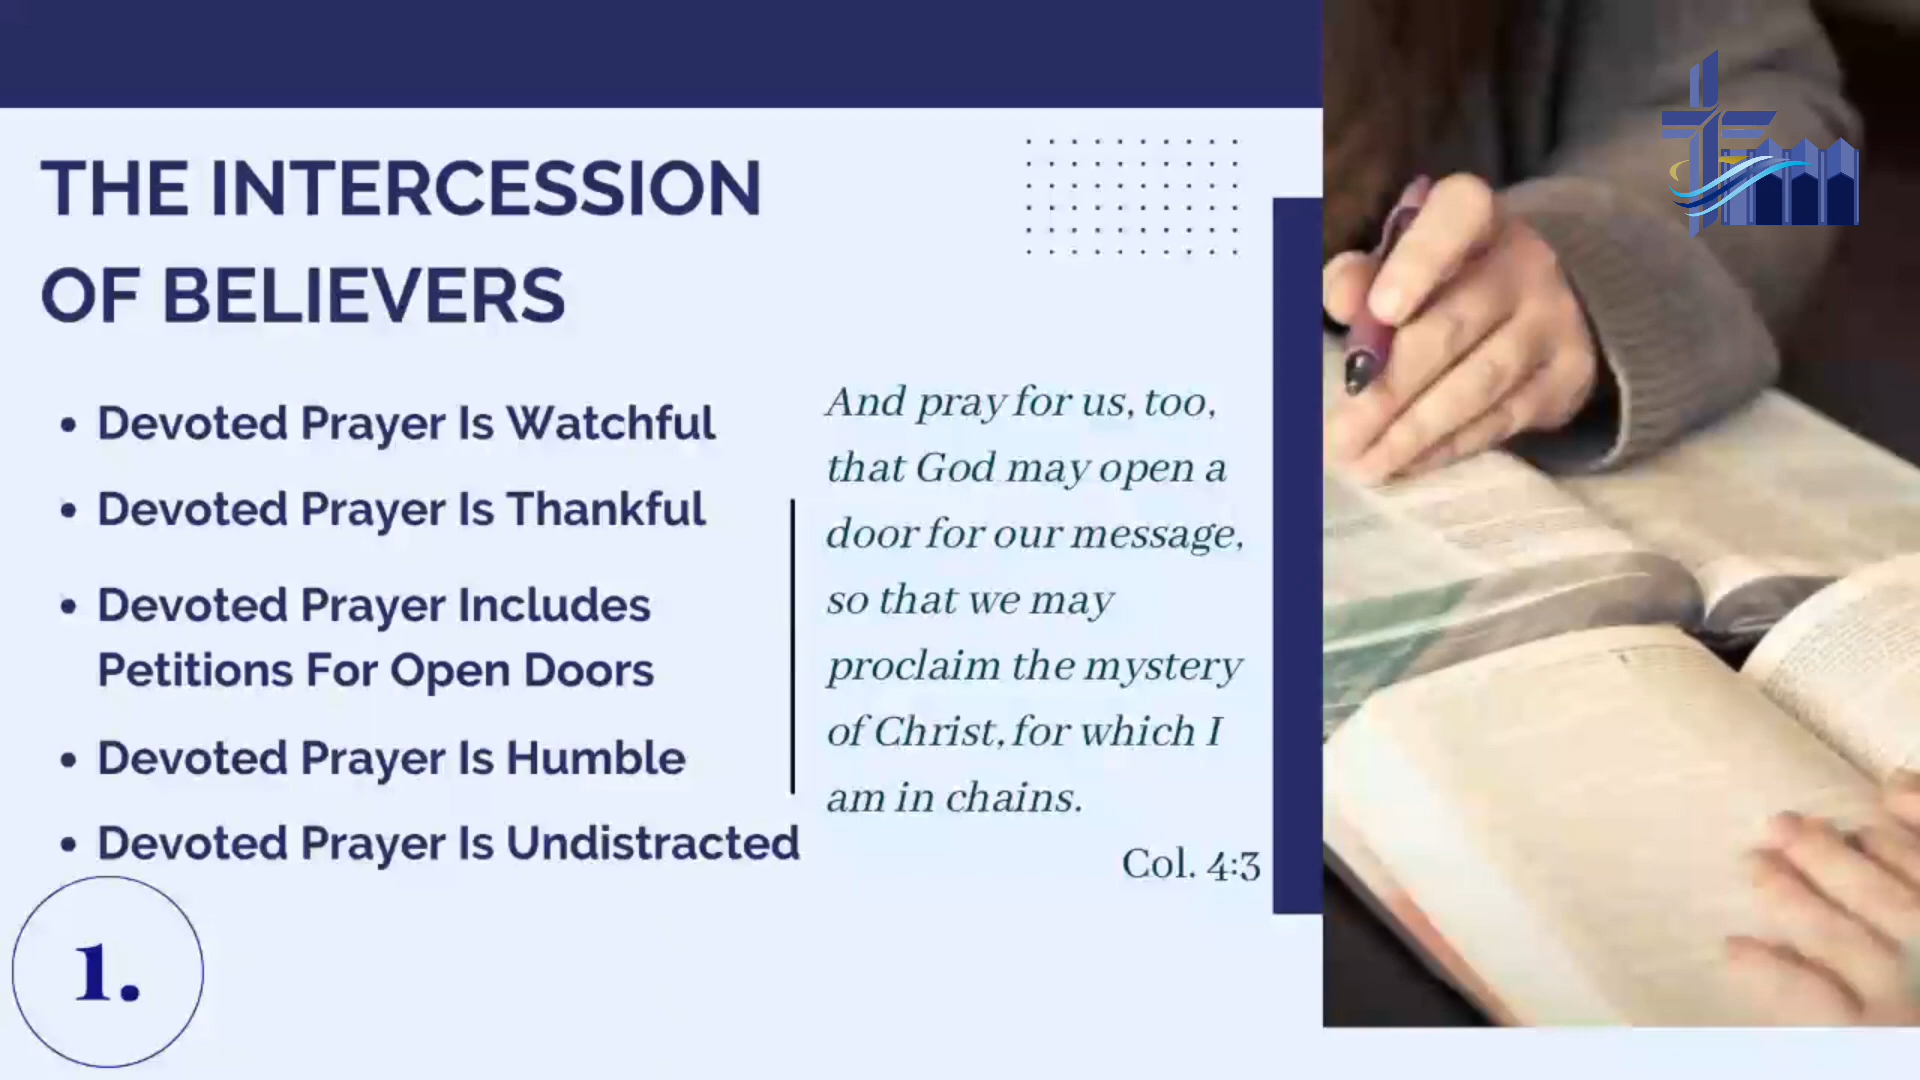 THE INTERCESSION
OF BELIEVERS
• Devoted Prayer Is Watchful
• Devoted Prayer Is Thankful
• Devoted Prayer Includes
Petitions For Open Doors
• Devoted Prayer Is Humble
• Devoted Prayer Is Undistracted
And pray for us, too,
that God may open a
door for our message,
so that we may
proclaim the mystery
of Christ, for which I
am in chains.
Col. 4:3
1.